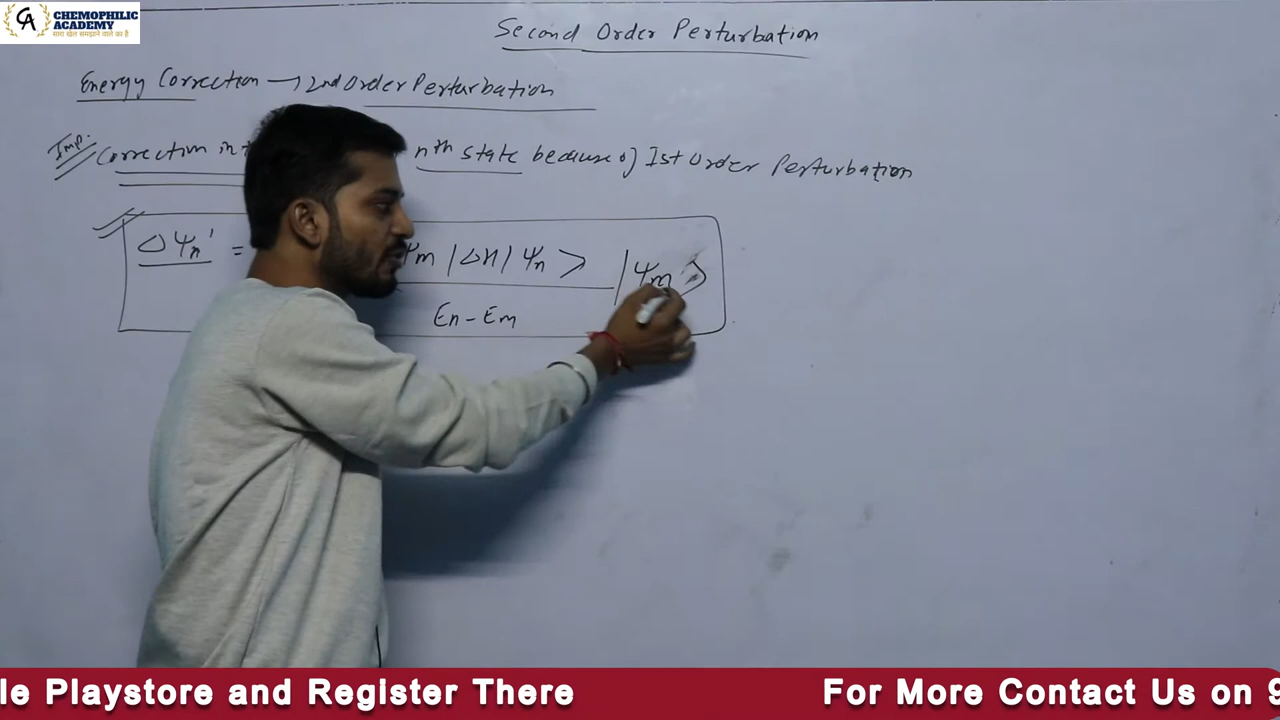 CA CHEMOPHILIC
ACADEMY
सारा खेल समझाने वाले का है
Second Order Perturbation
Energy Correction → 2nd Order Perturbation
Imp. Correction in nth state because of Ist Order Perturbation
Δψn' = ψm |ΔH| ψn > |ψm>
En - Em
le Playstore and Register There For More Contact Us on 9